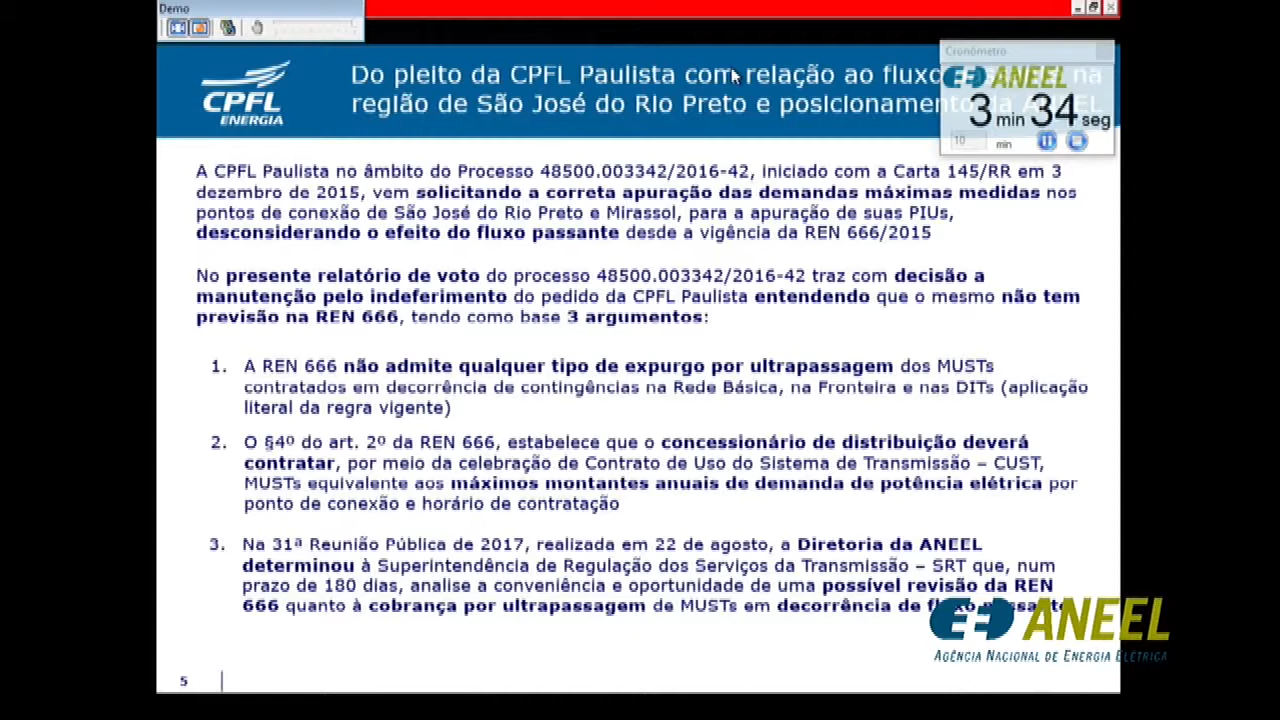 Demo
Cronômetro
ANEEL
3 min 34 seg
10 min
CPFL
ENERGIA
Do pleito da CPFL Paulista com relação ao fluxo na
região de São José do Rio Preto e posicionamento da ANEEL
A CPFL Paulista no âmbito do Processo 48500.003342/2016-42, iniciado com a Carta 145/RR em 3
dezembro de 2015, vem solicitando a correta apuração das demandas máximas medidas nos
pontos de conexão de São José do Rio Preto e Mirassol, para a apuração de suas PIUs,
desconsiderando o efeito do fluxo passante desde a vigência da REN 666/2015
No presente relatório de voto do processo 48500.003342/2016-42 traz com decisão a
manutenção pelo indeferimento do pedido da CPFL Paulista entendendo que o mesmo não tem
previsão na REN 666, tendo como base 3 argumentos:
1. A REN 666 não admite qualquer tipo de expurgo por ultrapassagem dos MUSTs
contratados em decorrência de contingências na Rede Básica, na Fronteira e nas DITs (aplicação
literal da regra vigente)
2. O §4º do art. 2º da REN 666, estabelece que o concessionário de distribuição deverá
contratar, por meio da celebração de Contrato de Uso do Sistema de Transmissão – CUST,
MUSTs equivalente aos máximos montantes anuais de demanda de potência elétrica por
ponto de conexão e horário de contratação
3. Na 31ª Reunião Pública de 2017, realizada em 22 de agosto, a Diretoria da ANEEL
determinou à Superintendência de Regulação dos Serviços da Transmissão – SRT que, num
prazo de 180 dias, analise a conveniência e oportunidade de uma possível revisão da REN
666 quanto à cobrança por ultrapassagem de MUSTs em decorrência de fluxo passante
ANEEL
AGÊNCIA NACIONAL DE ENERGIA ELÉTRICA
5